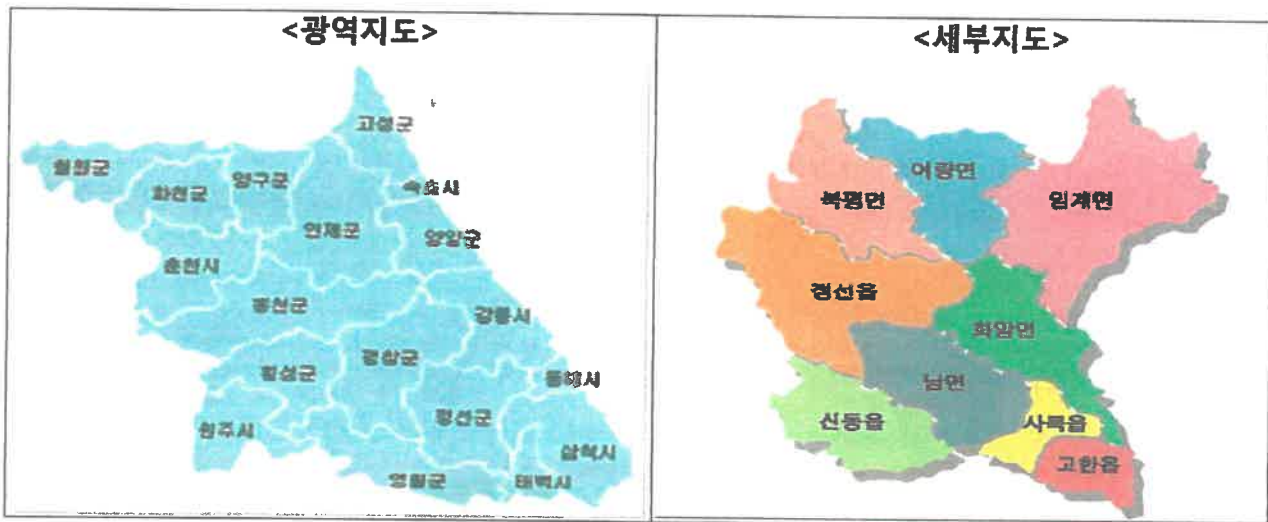 <광역지도>
<세부지도>
고성군
철원군
화천군
양구군
속초시
인제군
양양군
춘천시
홍천군
강릉시
평창군
횡성군
동해시
정선군
원주시
삼척시
영월군
태백시
여량면
북평면
임계면
정선읍
화암면
남면
신동읍
사북읍
고한읍